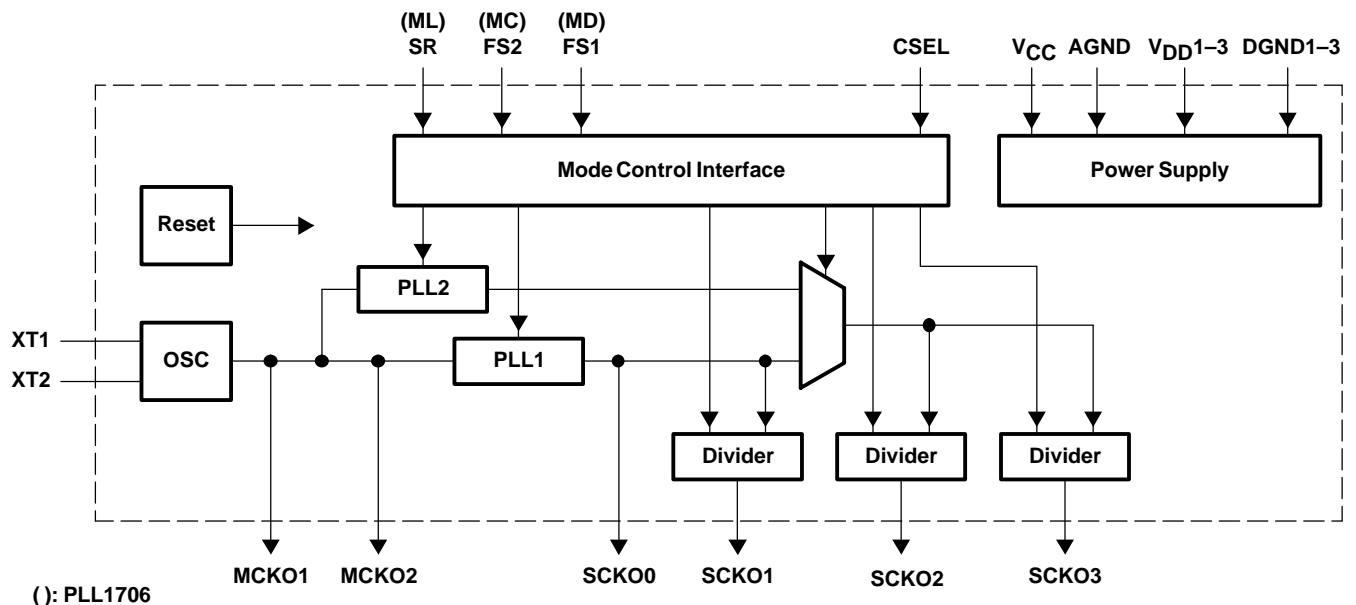 (ML) (MC) (MD)
SR FS2 FS1 CSEL VCC AGND VDD1–3 DGND1–3
Mode Control Interface Power Supply
Reset
PLL2
XT1
OSC PLL1
XT2
Divider Divider Divider
MCKO1 MCKO2 SCKO0 SCKO1 SCKO2 SCKO3
( ): PLL1706